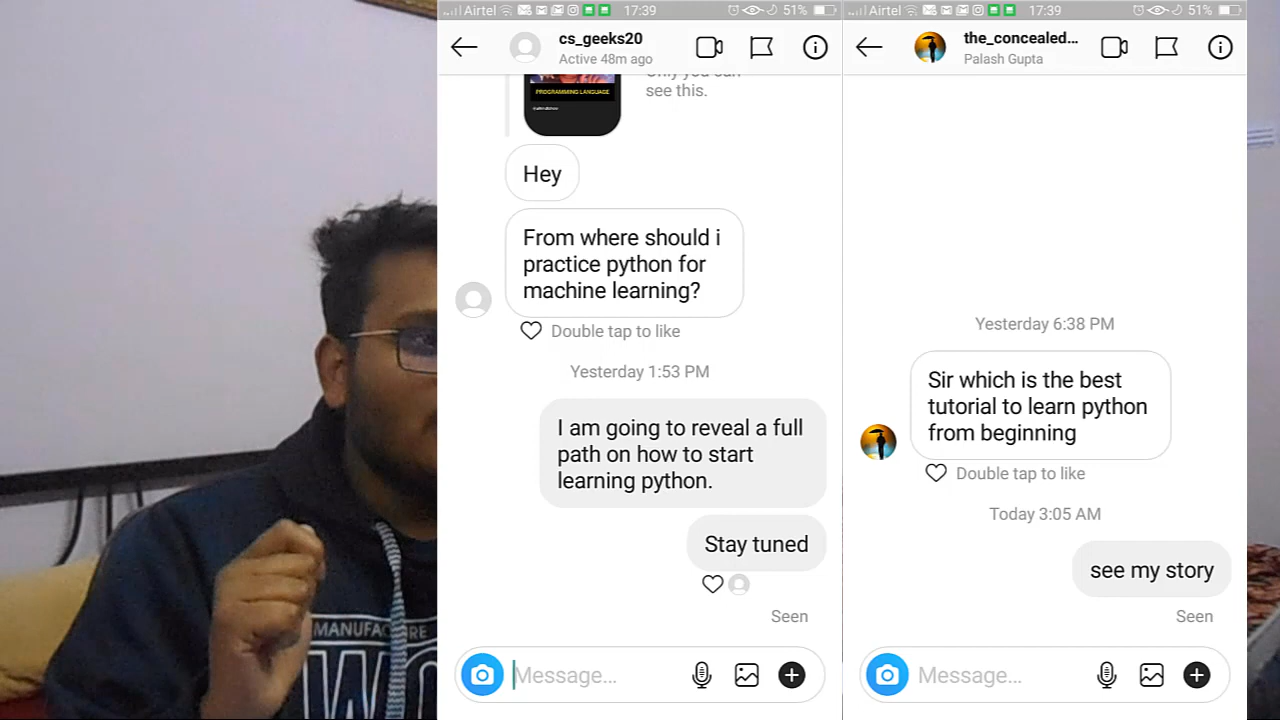 Airtel 17:39 51%
cs_geeks20
Active 48m ago
Only you can
see this.
PROGRAMMING LANGUAGE
Hey
From where should i
practice python for
machine learning?
Double tap to like
Yesterday 1:53 PM
I am going to reveal a full
path on how to start
learning python.
Stay tuned
Seen
Message...
Airtel 17:39 51%
the_concealed...
Palash Gupta
Yesterday 6:38 PM
Sir which is the best
tutorial to learn python
from beginning
Double tap to like
Today 3:05 AM
see my story
Seen
Message...
MANUFAC RE